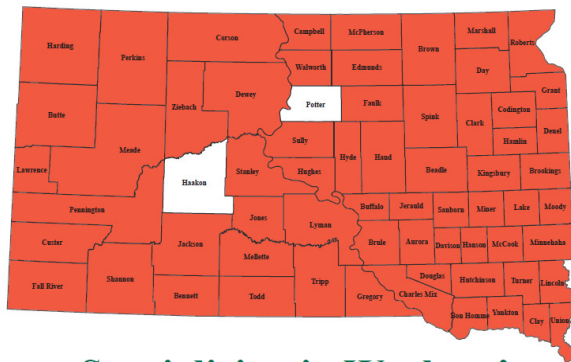 Harding
Perkins
Corson
Campbell
McPherson
Brown
Marshall
Roberts
Walworth
Edmunds
Day
Butte
Ziebach
Dewey
Potter
Faulk
Spink
Clark
Codington
Grant
Hamlin
Deuel
Lawrence
Meade
Haakon
Stanley
Sully
Hughes
Hyde
Hand
Beadle
Kingsbury
Brookings
Pennington
Jones
Lyman
Buffalo
Jerauld
Sanborn
Miner
Lake
Moody
Custer
Jackson
Mellette
Brule
Aurora
Davison
Hanson
McCook
Minnehaha
Fall River
Shannon
Bennett
Todd
Tripp
Gregory
Charles Mix
Douglas
Hutchinson
Turner
Lincoln
Bon Homme
Yankton
Clay
Union